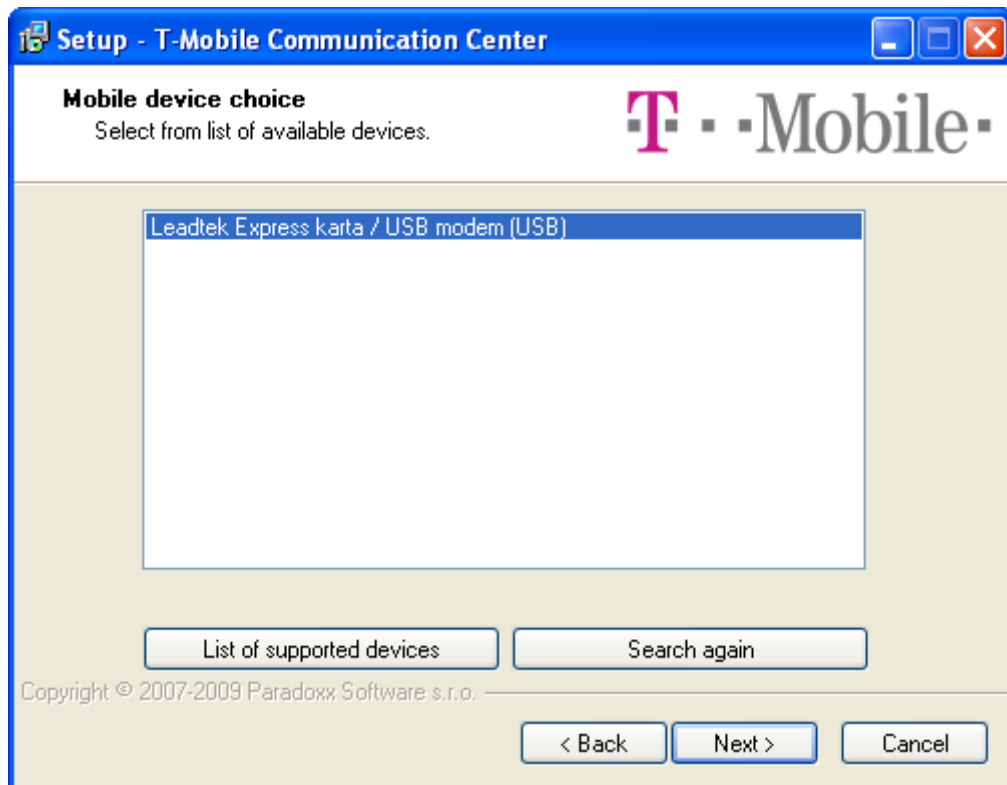 Setup - T-Mobile Communication Center
Mobile device choice
Select from list of available devices.
T · · Mobile ·
Leadtek Express karta / USB modem (USB)
List of supported devices
Search again
Copyright © 2007-2009 Paradoxx Software s.r.o.
< Back
Next >
Cancel